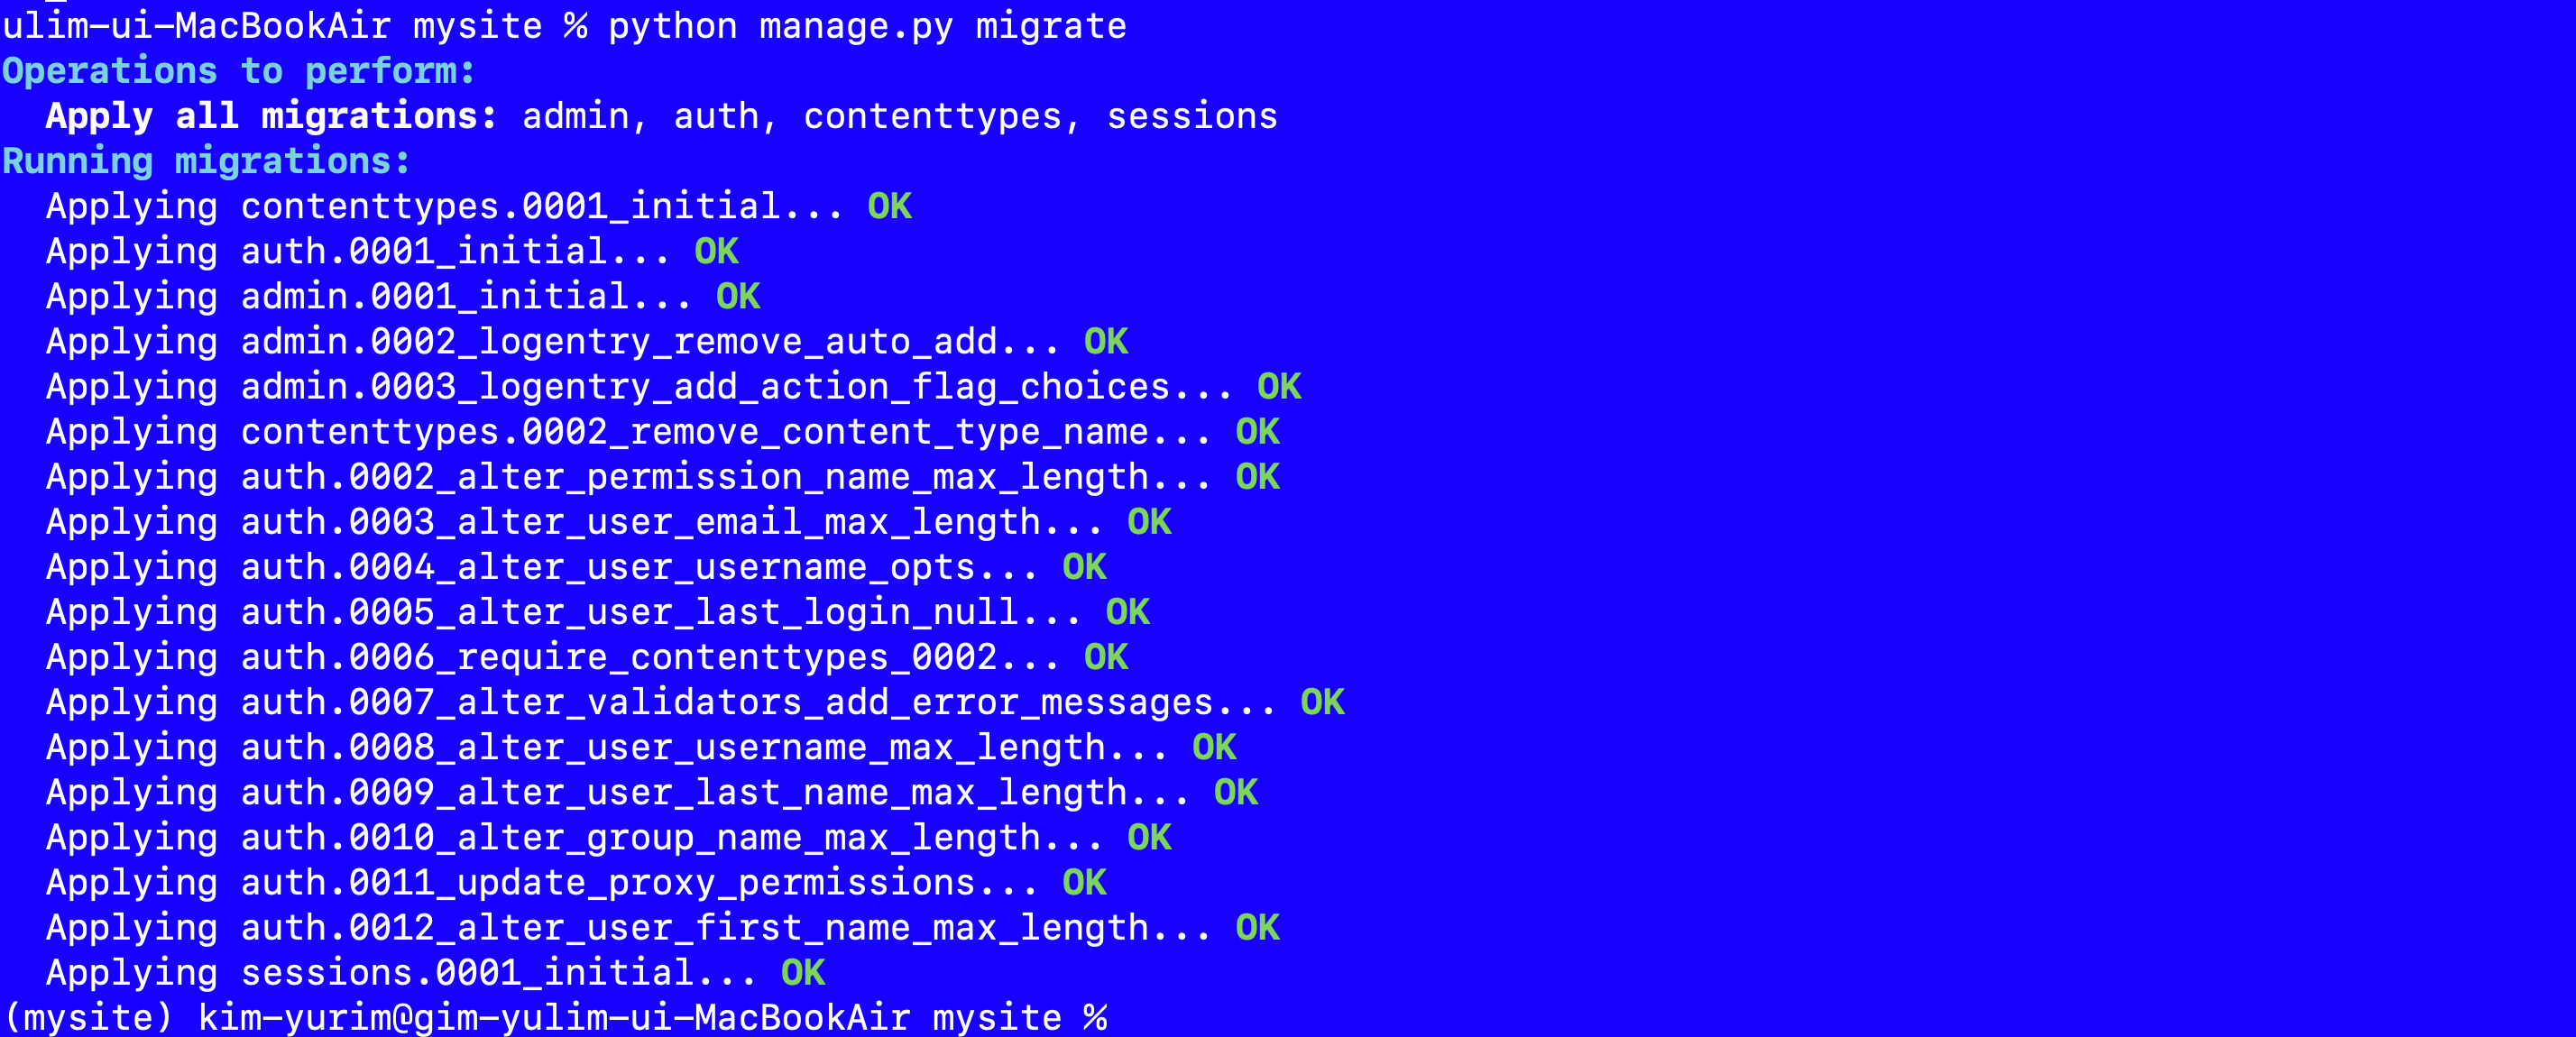 ulim-ui-MacBookAir mysite % python manage.py migrate
Operations to perform:
  Apply all migrations: admin, auth, contenttypes, sessions
Running migrations:
  Applying contenttypes.0001_initial... OK
  Applying auth.0001_initial... OK
  Applying admin.0001_initial... OK
  Applying admin.0002_logentry_remove_auto_add... OK
  Applying admin.0003_logentry_add_action_flag_choices... OK
  Applying contenttypes.0002_remove_content_type_name... OK
  Applying auth.0002_alter_permission_name_max_length... OK
  Applying auth.0003_alter_user_email_max_length... OK
  Applying auth.0004_alter_user_username_opts... OK
  Applying auth.0005_alter_user_last_login_null... OK
  Applying auth.0006_require_contenttypes_0002... OK
  Applying auth.0007_alter_validators_add_error_messages... OK
  Applying auth.0008_alter_user_username_max_length... OK
  Applying auth.0009_alter_user_last_name_max_length... OK
  Applying auth.0010_alter_group_name_max_length... OK
  Applying auth.0011_update_proxy_permissions... OK
  Applying auth.0012_alter_user_first_name_max_length... OK
  Applying sessions.0001_initial... OK
(mysite) kim-yurim@gim-yulim-ui-MacBookAir mysite %